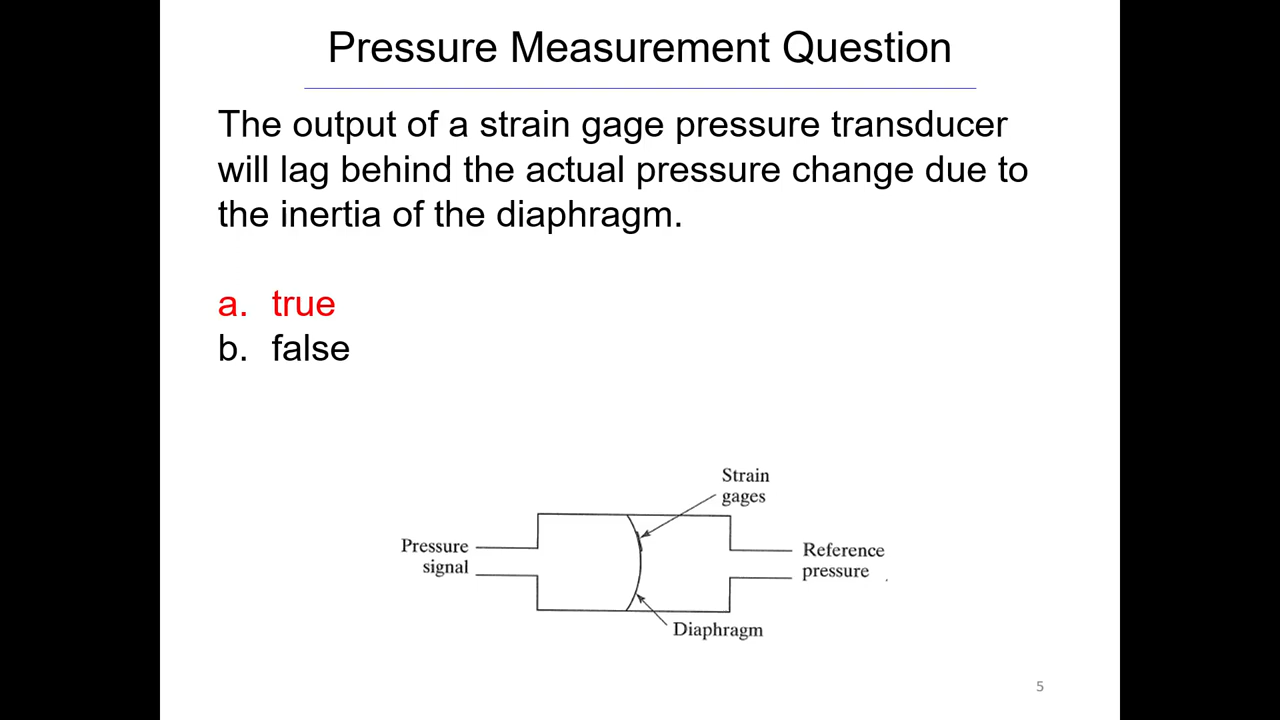 Pressure Measurement Question
The output of a strain gage pressure transducer
will lag behind the actual pressure change due to
the inertia of the diaphragm.
a. true
b. false
Strain
gages
Pressure
signal
Reference
pressure
Diaphragm
5